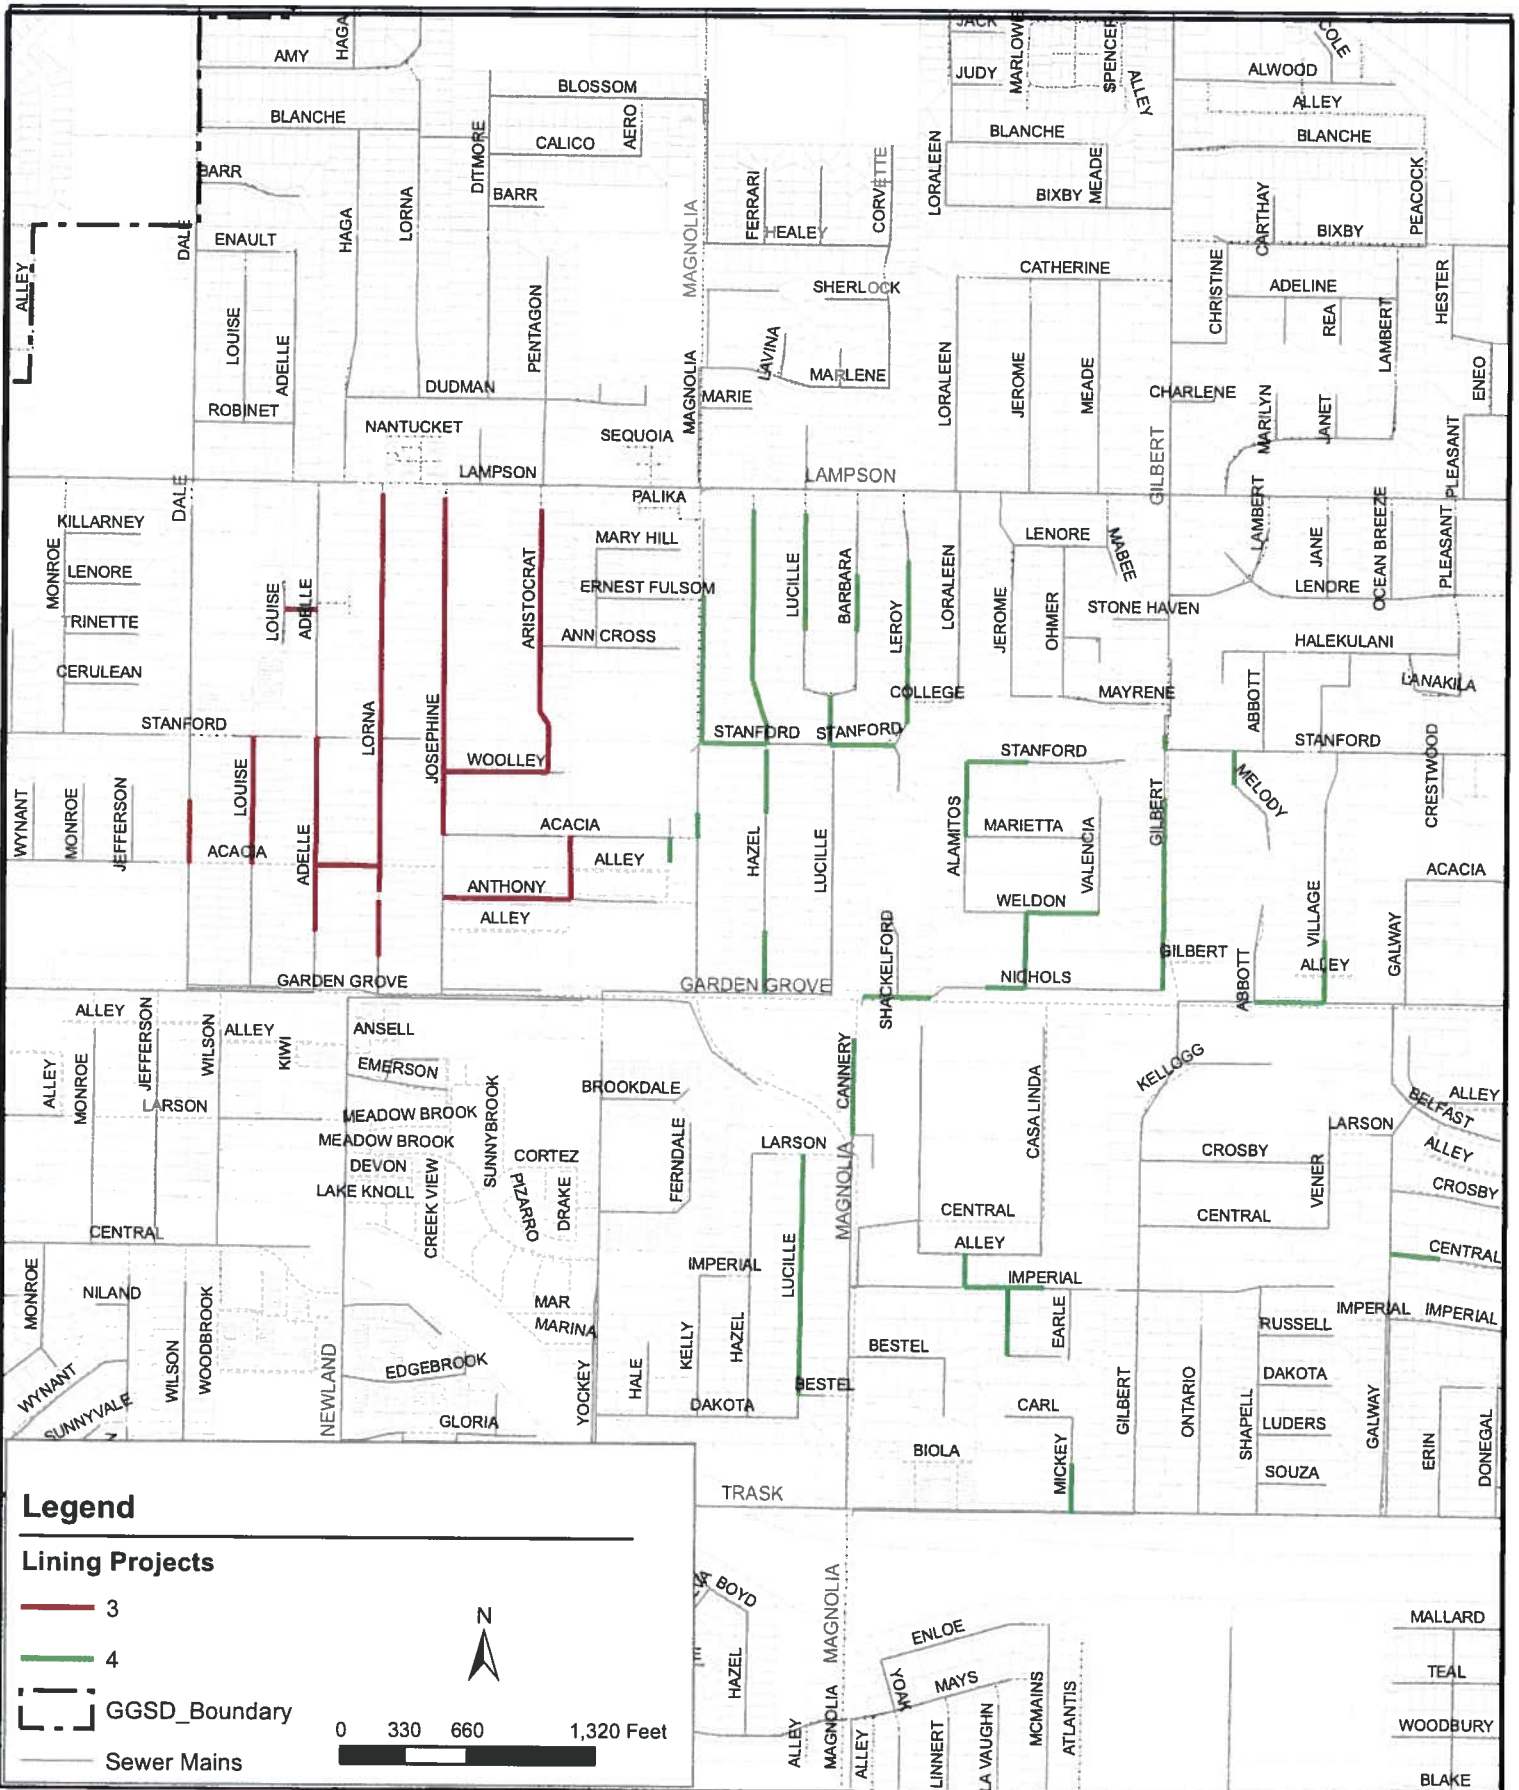 JACK
COLE
HAGA
MARLOWE
SPENCER
AMY
JUDY
ALWOOD
ALLEY
BLOSSOM
ALLEY
BLANCHE
AERO
BLANCHE
BLANCHE
CALICO
DITMORE
LORALEEN
BARR
BARR
BIXBY
MEADE
PEACOCK
FERRARI
CORVETTE
CARTHAY
HAGA
LORNA
HEALEY
BIXBY
DALE
ENAULT
MAGNOLIA
CATHERINE
CHRISTINE
ADELINE
HESTER
ALLEY
SHERLOCK
LOUISE
ADELLE
PENTAGON
REA
LAMBERT
LAVINA
MARLENE
LORALEEN
JEROME
MEADE
ENEO
DUDMAN
MAGNOLIA
MARIE
CHARLENE
MARILYN
JANET
ROBINET
NANTUCKET
SEQUOIA
GILBERT
PLEASANT
LAMPSON
LAMPSON
DALE
PALIKA
KILLARNEY
MONROE
MARY HILL
LENORE
MABEE
LAMBERT
JANE
OCEAN BREEZE
PLEASANT
LENORE
LOUISE
ADELLE
ARISTOCRAT
ERNEST FULSOM
LUCILLE
BARBARA
LEROY
LORALEEN
JEROME
OHMER
LENORE
STONE HAVEN
TRINETTE
ANN CROSS
HALEKULANI
CERULEAN
COLLEGE
MAYRENE
ABBOTT
LANAKILA
STANFORD
LORNA
JOSEPHINE
STANFORD
STANFORD
STANFORD
STANFORD
WOOLLEY
MELODY
CRESTWOOD
WYNANT
MONROE
JEFFERSON
LOUISE
ALAMITOS
GILBERT
ACACIA
ADELLE
ACACIA
ALLEY
HAZEL
LUCILLE
MARIETTA
VALENCIA
ACACIA
ANTHONY
ALLEY
WELDON
SHACKELFORD
GILBERT
VILLAGE
ALLEY
GALWAY
ABBOTT
GARDEN GROVE
GARDEN GROVE
NICHOLS
ALLEY
JEFFERSON
WILSON
ALLEY
KIWI
ANSELL
ALLEY
MONROE
EMERSON
SUNNYBROOK
BROOKDALE
CANNERY
CASA LINDA
KELLOGG
ALLEY
BELFAST
LARSON
MEADOW BROOK
MEADOW BROOK
LARSON
LARSON
ALLEY
DEVON
CORTEZ
FERNDALE
CROSBY
VENER
CROSBY
LAKE KNOLL
CREEK VIEW
PIZARRO
DRAKE
MAGNOLIA
CENTRAL
CENTRAL
CENTRAL
ALLEY
CENTRAL
MONROE
IMPERIAL
LUCILLE
IMPERIAL
NILAND
MAR
MARINA
IMPERIAL
IMPERIAL
WILSON
WOODBROOK
KELLY
HAZEL
EARLE
RUSSELL
BESTEL
NEWLAND
EDGEBROOK
YOCKEY
HALE
BESTEL
GILBERT
ONTARIO
SHAPELL
DAKOTA
GALWAY
WYNANT
SUNNYVALE
GLORIA
DAKOTA
CARL
LUDERS
ERIN
DONEGAL
BIOLA
MICKEY
SOUZA
TRASK
Legend
Lining Projects
3
4
GGSD_Boundary
Sewer Mains
N
0 330 660 1,320 Feet
BOYD
MAGNOLIA
ENLOE
HAZEL
YOAK
MAYS
MCMAINS
ATLANTIS
ALLEY
MAGNOLIA
ALLEY
LINNERT
LA VAUGHN
MALLARD
TEAL
WOODBURY
BLAKE